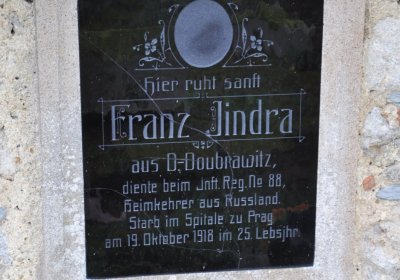 Hier ruht sanft
Franz Jindra
aus D-Doubrawitz,
diente beim Jnft. Reg. No 88,
Heimkehrer aus Russland.
Starb im Spitale zu Prag
am 19. Oktober 1918 im 25. Lebsjhr.